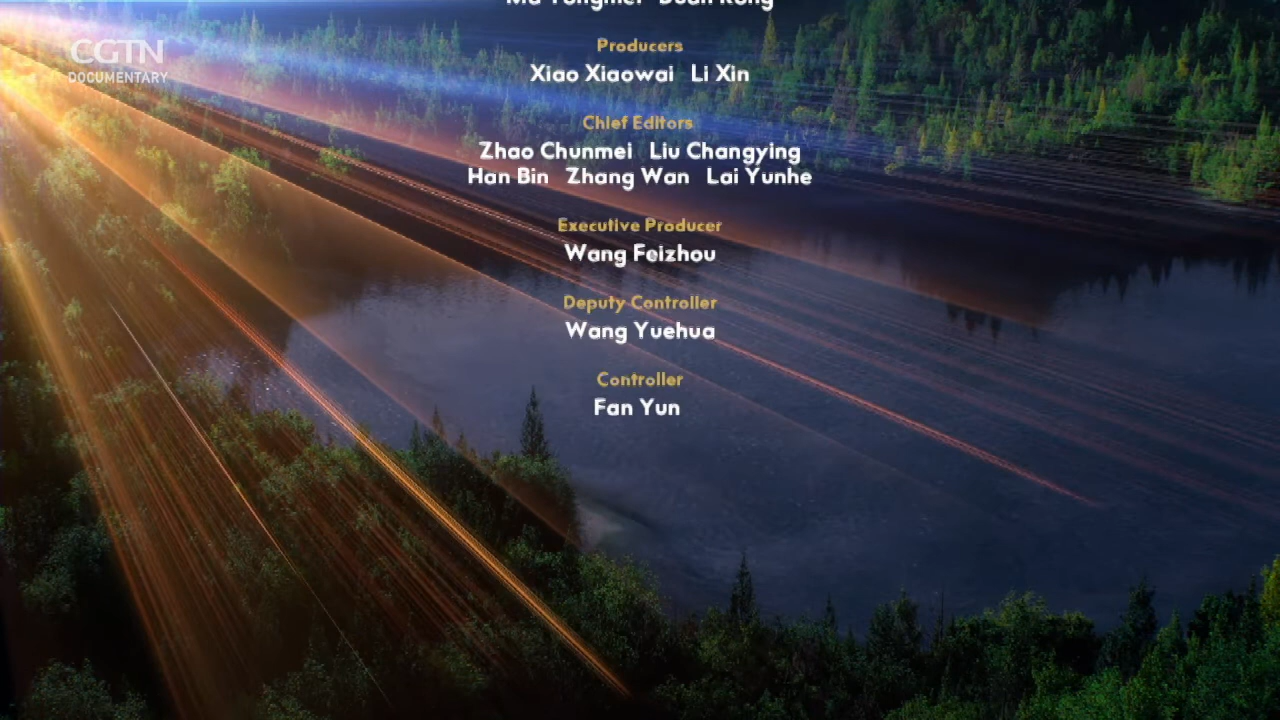 CGTN
DOCUMENTARY
Producers
Xiao Xiaowai Li Xin
Chief Editors
Zhao Chunmei Liu Changying
Han Bin Zhang Wan Lai Yunhe
Executive Producer
Wang Feizhou
Deputy Controller
Wang Yuehua
Controller
Fan Yun